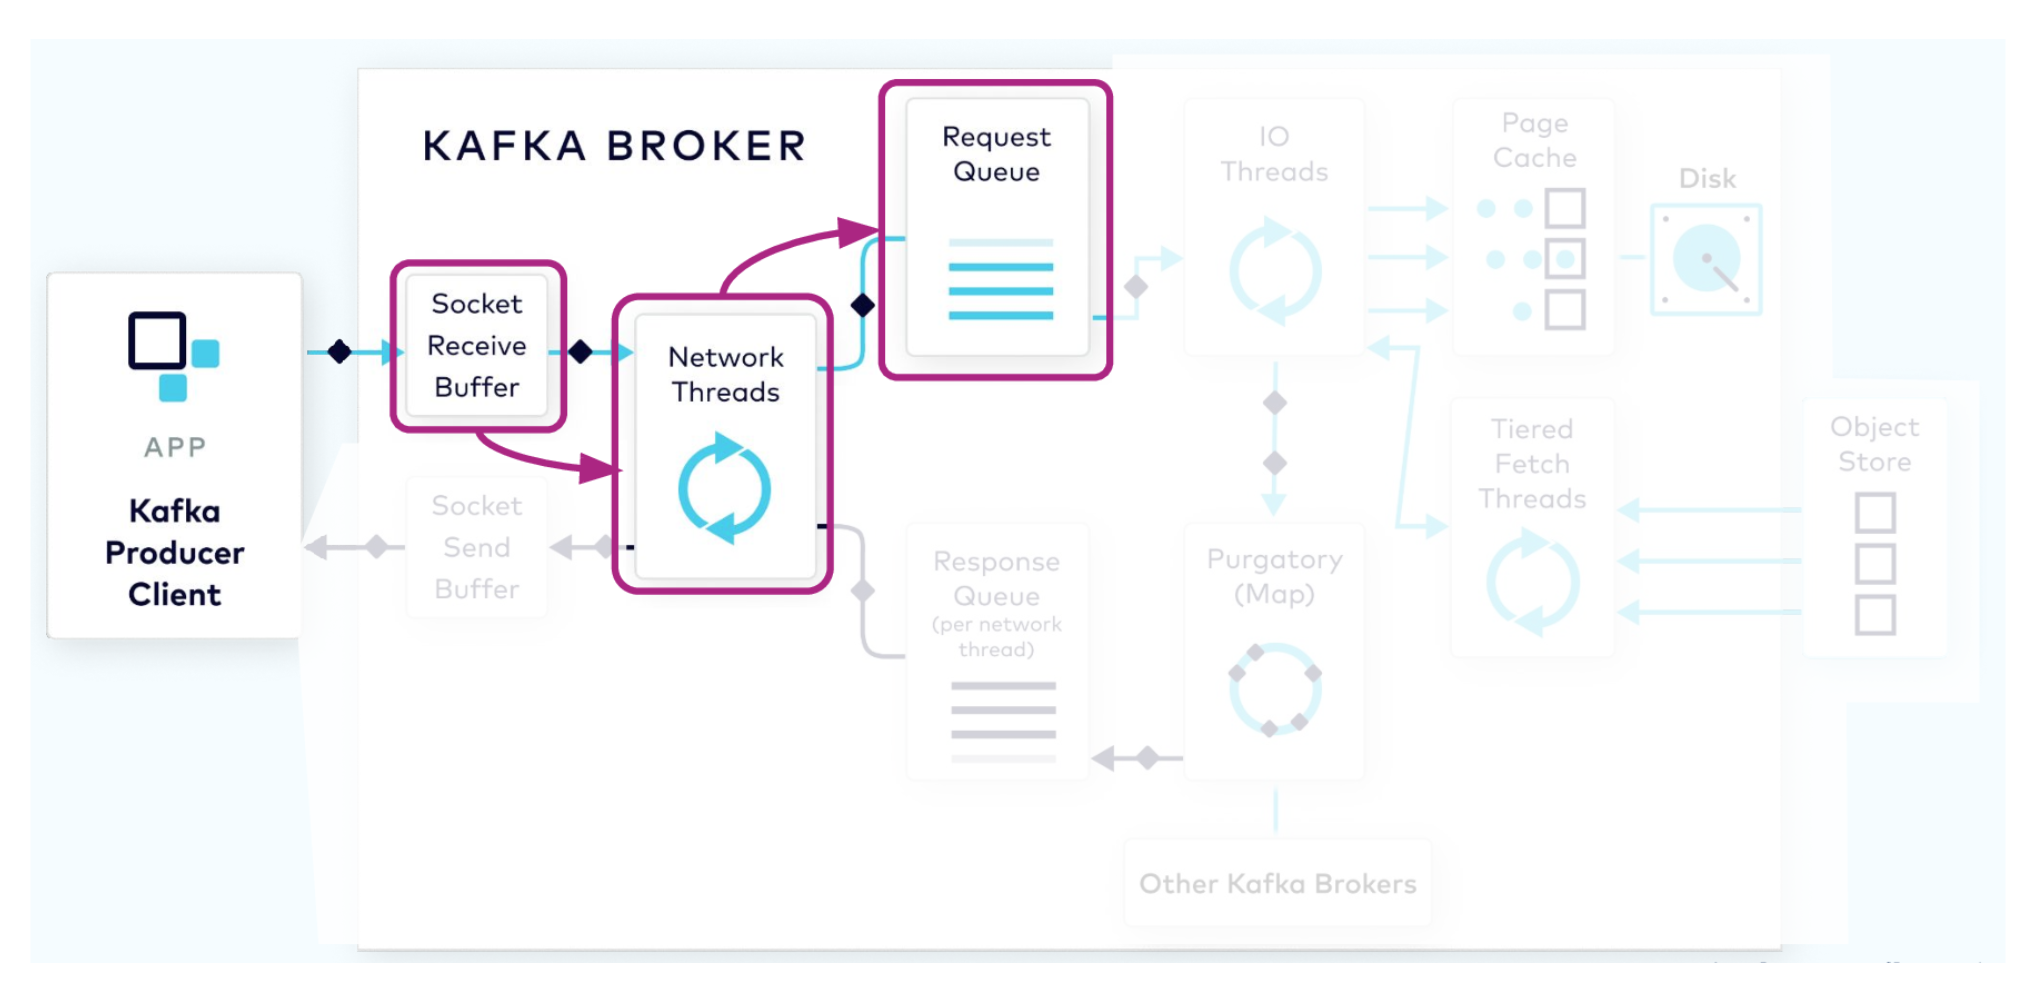 KAFKA BROKER
Request
Queue
IO
Threads
Page
Cache
Disk
Socket
Receive
Buffer
Network
Threads
APP
Kafka
Producer
Client
Socket
Send
Buffer
Response
Queue
(per network
thread)
Purgatory
(Map)
Tiered
Fetch
Threads
Object
Store
Other Kafka Brokers